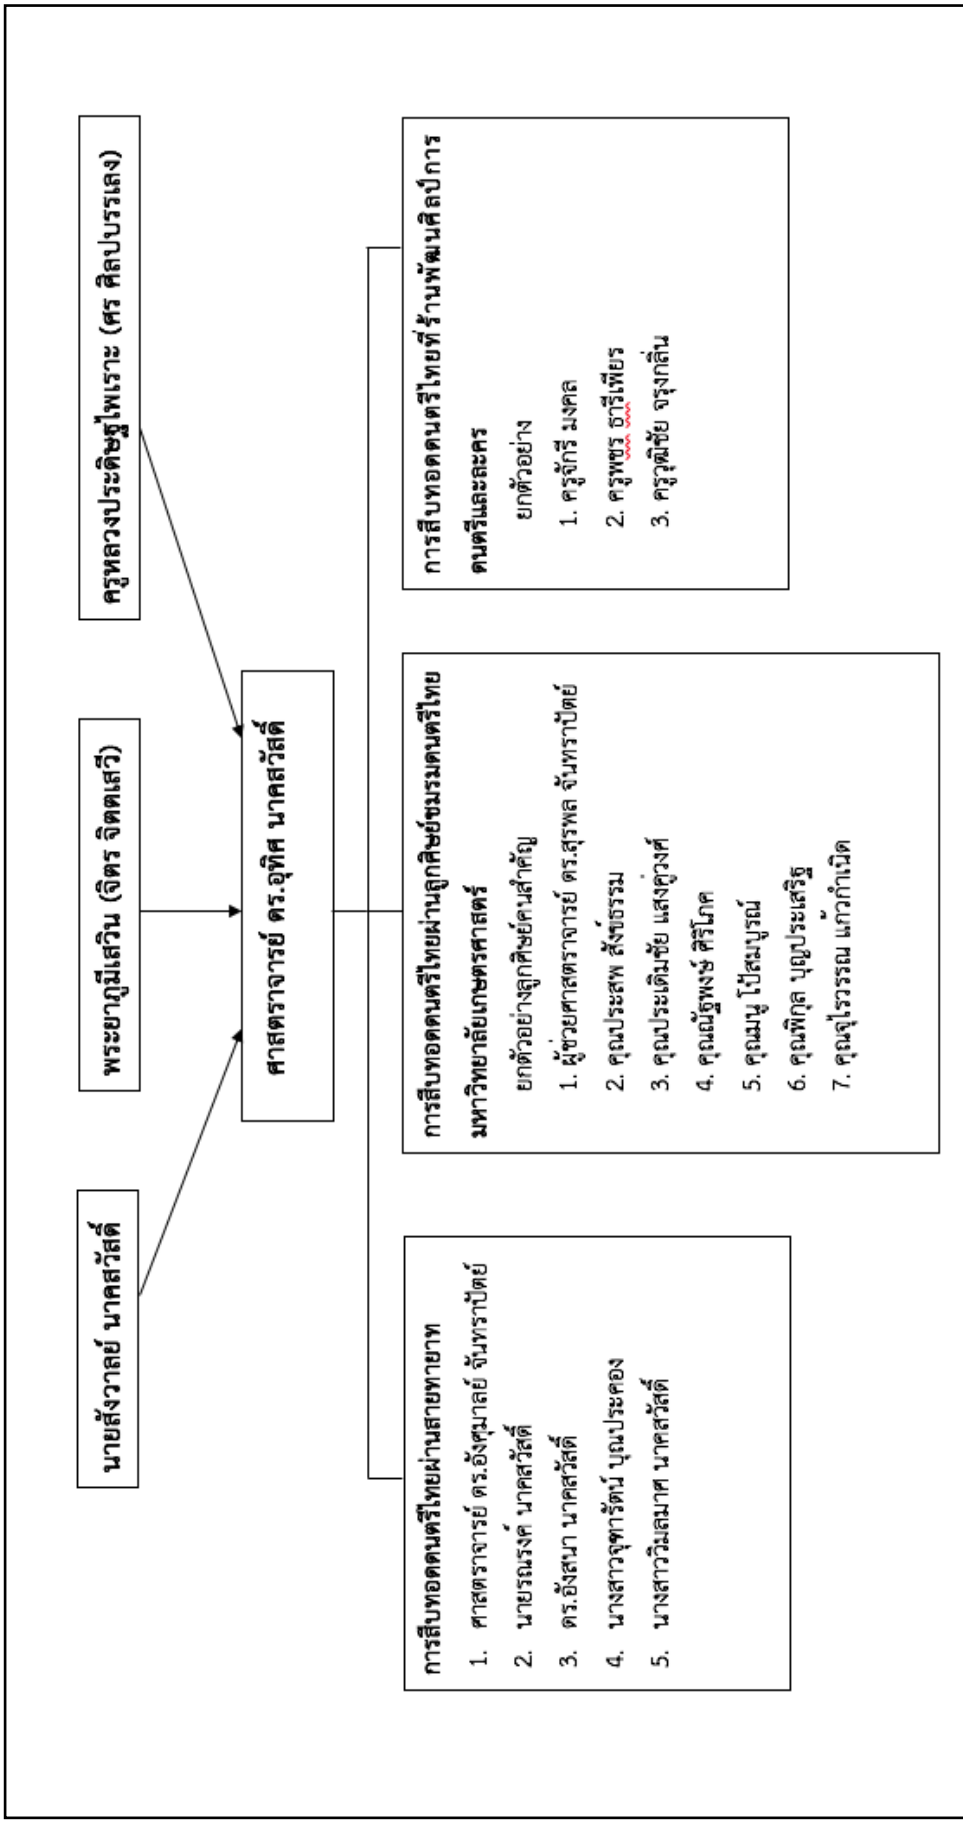 นายสังวาลย์ นาคสวัสดิ์
พระยาภูมีเสวิน (จิตร จิตตเสวี)
ครูหลวงประดิษฐไพเราะ (ศร ศิลปบรรเลง)
ศาสตราจารย์ ดร.อุทิศ นาคสวัสดิ์
การสืบทอดดนตรีไทยผ่านสายทายาท
1. ศาสตราจารย์ ดร.อังศุมาลย์ จันทราปัตย์
2. นายรณรงค์ นาคสวัสดิ์
3. ดร.อังสนา นาคสวัสดิ์
4. นางสาวจุฑารัตน์ บุณประคอง
5. นางสาววิมลมาศ นาคสวัสดิ์
การสืบทอดดนตรีไทยผ่านลูกศิษย์ชมรมดนตรีไทย
มหาวิทยาลัยเกษตรศาสตร์
ยกตัวอย่างลูกศิษย์คนสำคัญ
1. ผู้ช่วยศาสตราจารย์ ดร.สุรพล จันทราปัตย์
2. คุณประสพ สังข์ธรรม
3. คุณประเดิมชัย แสงคู่วงศ์
4. คุณณัฐพงษ์ ศิริโภค
5. คุณมนู โป้สมบูรณ์
6. คุณพิกุล บุญประเสริฐ
7. คุณจุไรวรรณ แก้วกำเนิด
การสืบทอดดนตรีไทยที่ร้านพัฒนศิลป์การ
ดนตรีและละคร
ยกตัวอย่าง
1. ครูจักรี มงคล
2. ครูพชร ธารีเพียร
3. ครูวุฒิชัย จรุงกลิ่น